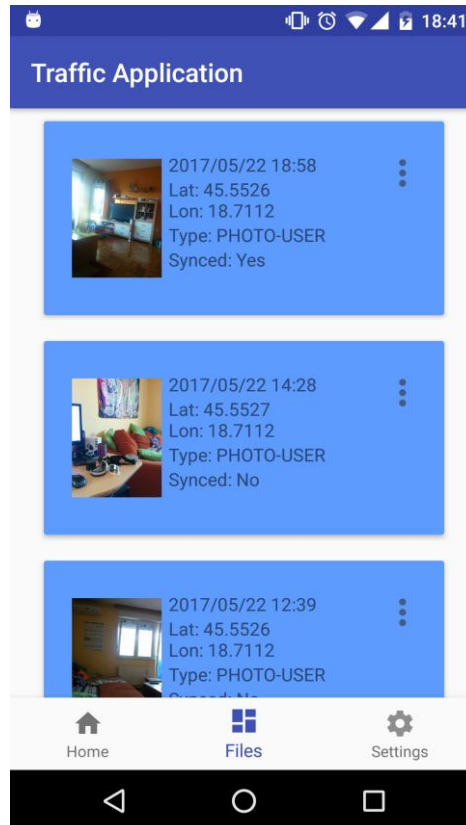 18:41
Traffic Application
2017/05/22 18:58
Lat: 45.5526
Lon: 18.7112
Type: PHOTO-USER
Synced: Yes
2017/05/22 14:28
Lat: 45.5527
Lon: 18.7112
Type: PHOTO-USER
Synced: No
2017/05/22 12:39
Lat: 45.5526
Lon: 18.7112
Type: PHOTO-USER
Synced: No
Home
Files
Settings